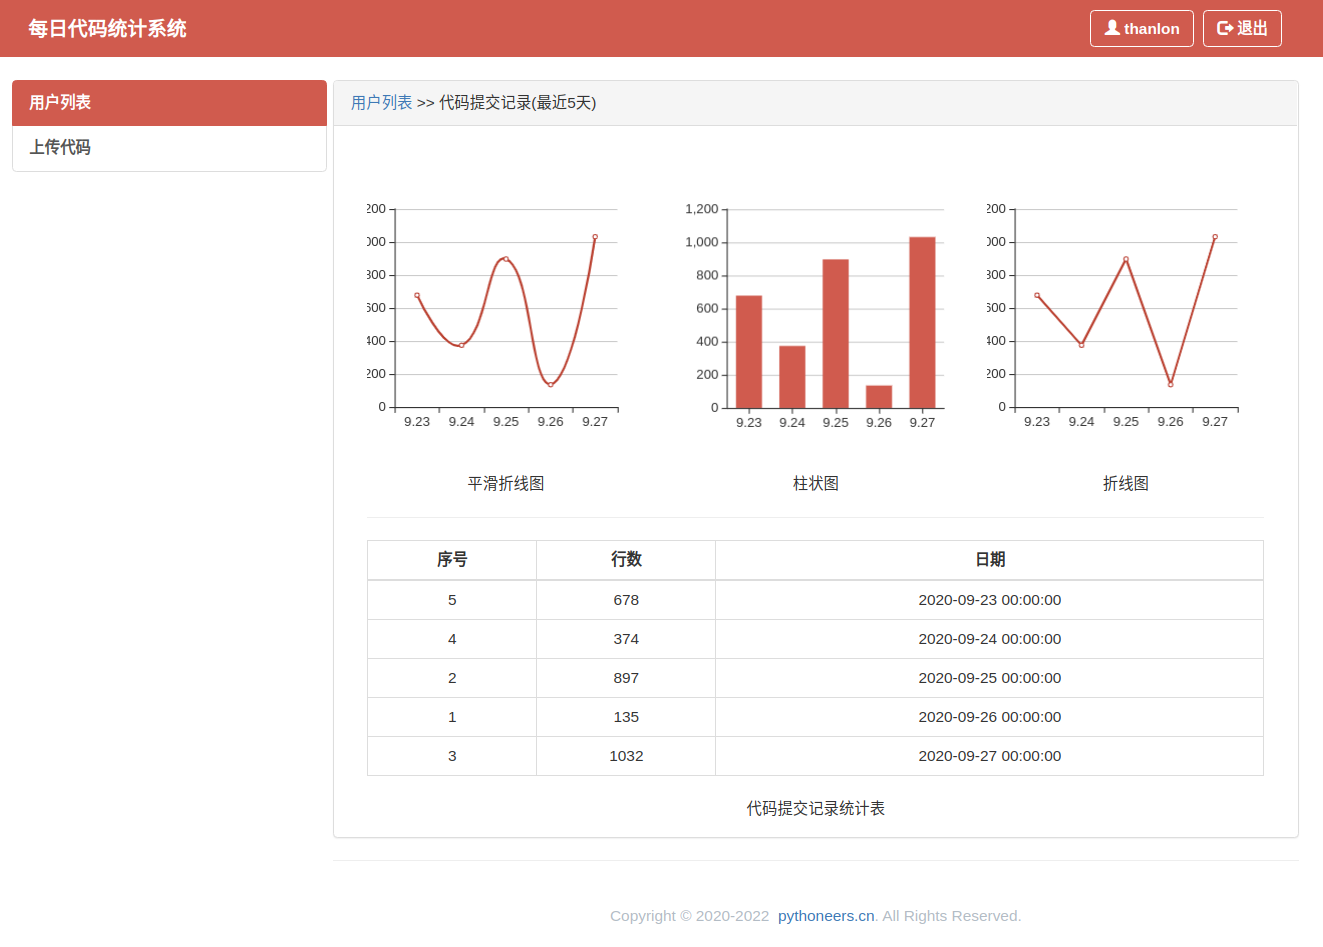 每日代码统计系统
thanlon
退出
用户列表
上传代码
用户列表 >> 代码提交记录(最近5天)
200
000
800
600
400
200
0
9.23 9.24 9.25 9.26 9.27
平滑折线图
1,200
1,000
800
600
400
200
0
9.23 9.24 9.25 9.26 9.27
柱状图
200
000
800
600
400
200
0
9.23 9.24 9.25 9.26 9.27
折线图
序号 行数 日期
5 678 2020-09-23 00:00:00
4 374 2020-09-24 00:00:00
2 897 2020-09-25 00:00:00
1 135 2020-09-26 00:00:00
3 1032 2020-09-27 00:00:00
代码提交记录统计表
Copyright © 2020-2022 pythoneers.cn. All Rights Reserved.